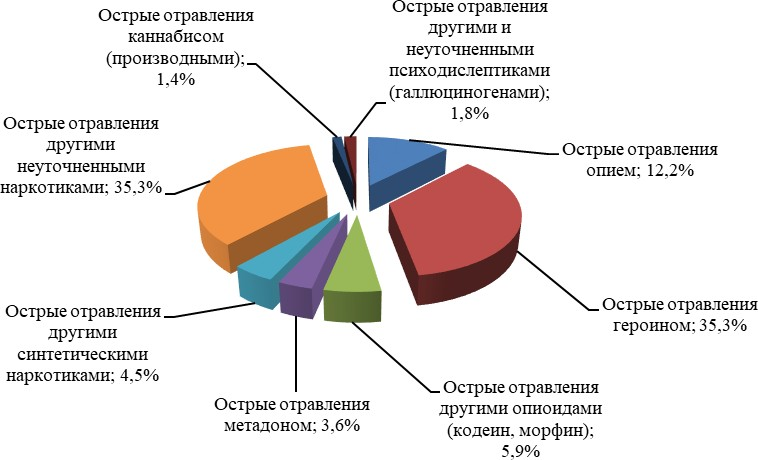 Острые отравления
каннабисом
(производными);
1,4%
Острые отравления
другими и
неуточненными
психодислептиками
(галлюциногенами);
1,8%
Острые отравления
опием; 12,2%
Острые отравления
героином; 35,3%
Острые отравления
другими опиоидами
(кодеин, морфин);
5,9%
Острые отравления
метадоном; 3,6%
Острые отравления
другими
синтетическими
наркотиками; 4,5%
Острые отравления
другими
неуточненными
наркотиками; 35,3%